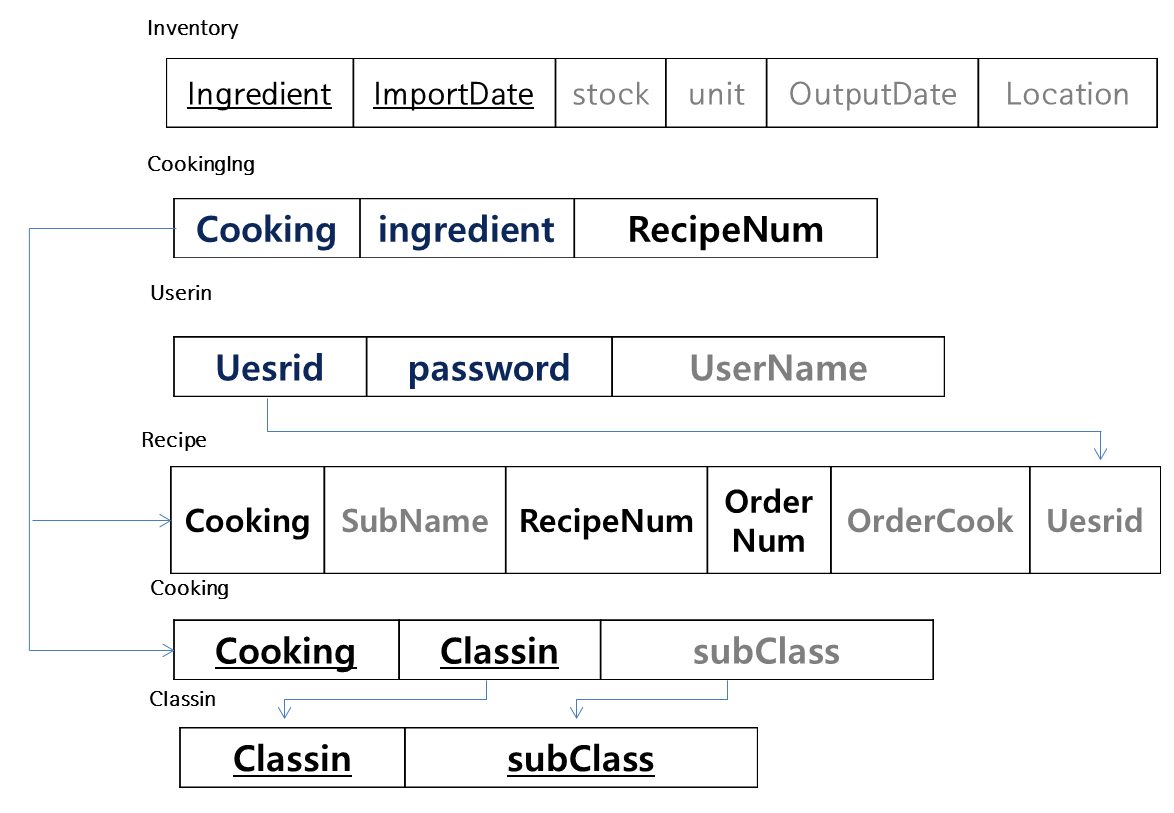 Inventory
Ingredient ImportDate stock unit OutputDate Location
CookingIng
Cooking ingredient RecipeNum
Userin
Uesrid password UserName
Recipe
Cooking SubName RecipeNum Order Num OrderCook Uesrid
Cooking
Cooking Classin subClass
Classin
Classin subClass